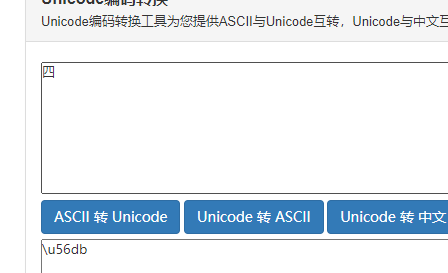 Unicode编码转换
Unicode编码转换工具为您提供ASCII与Unicode互转，Unicode与中文互
四
ASCII 转 Unicode
Unicode 转 ASCII
Unicode 转 中文
\u56db